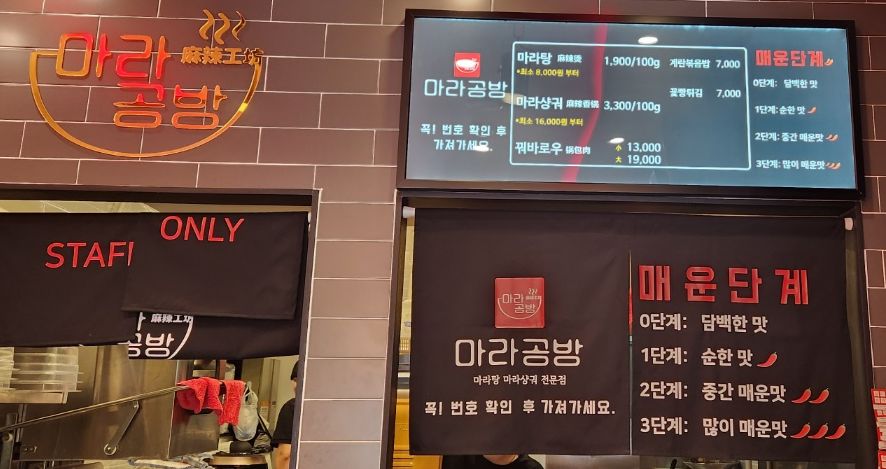 마라
麻辣工坊
공방
마라공방
꼭! 번호 확인 후
가져가세요.
마라탕 麻辣烫 1,900/100g
*최소 8,000원 부터
마라샹궈 麻辣香锅 3,300/100g
*최소 16,000원 부터
꿔바로우 锅包肉 小 13,000
大 19,000
계란볶음밥 7,000
꽃빵튀김 7,000
매운단계
0단계: 담백한 맛
1단계: 순한 맛
2단계: 중간 매운맛
3단계: 많이 매운맛
STAFF
ONLY
麻辣工坊
공방
마라
공방
마라공방
마라탕 마라샹궈 전문점
꼭! 번호 확인 후 가져가세요.
매운단계
0단계: 담백한 맛
1단계: 순한 맛
2단계: 중간 매운맛
3단계: 많이 매운맛